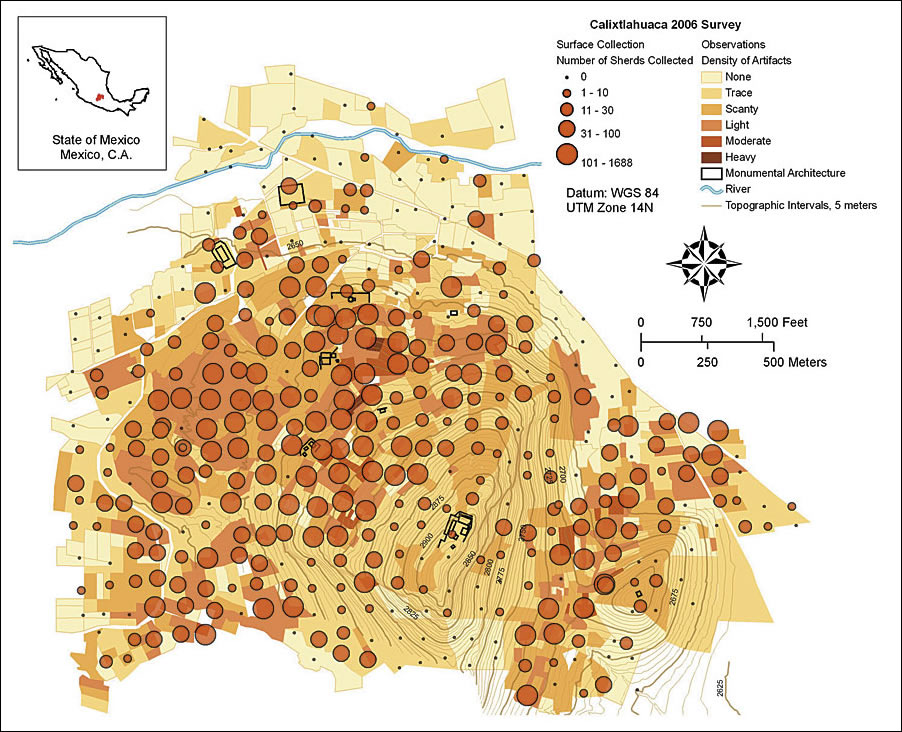 Calixtlahuaca 2006 Survey
Surface Collection
Number of Sherds Collected
0
1 - 10
11 - 30
31 - 100
101 - 1688
Observations
Density of Artifacts
None
Trace
Scanty
Light
Moderate
Heavy
Monumental Architecture
River
Topographic Intervals, 5 meters
Datum: WGS 84
UTM Zone 14N
0 750 1,500 Feet
0 250 500 Meters
State of Mexico
Mexico, C.A.
2650
2700
2725
2750
2875
2900
2850
2800
2775
2825
2675
2625